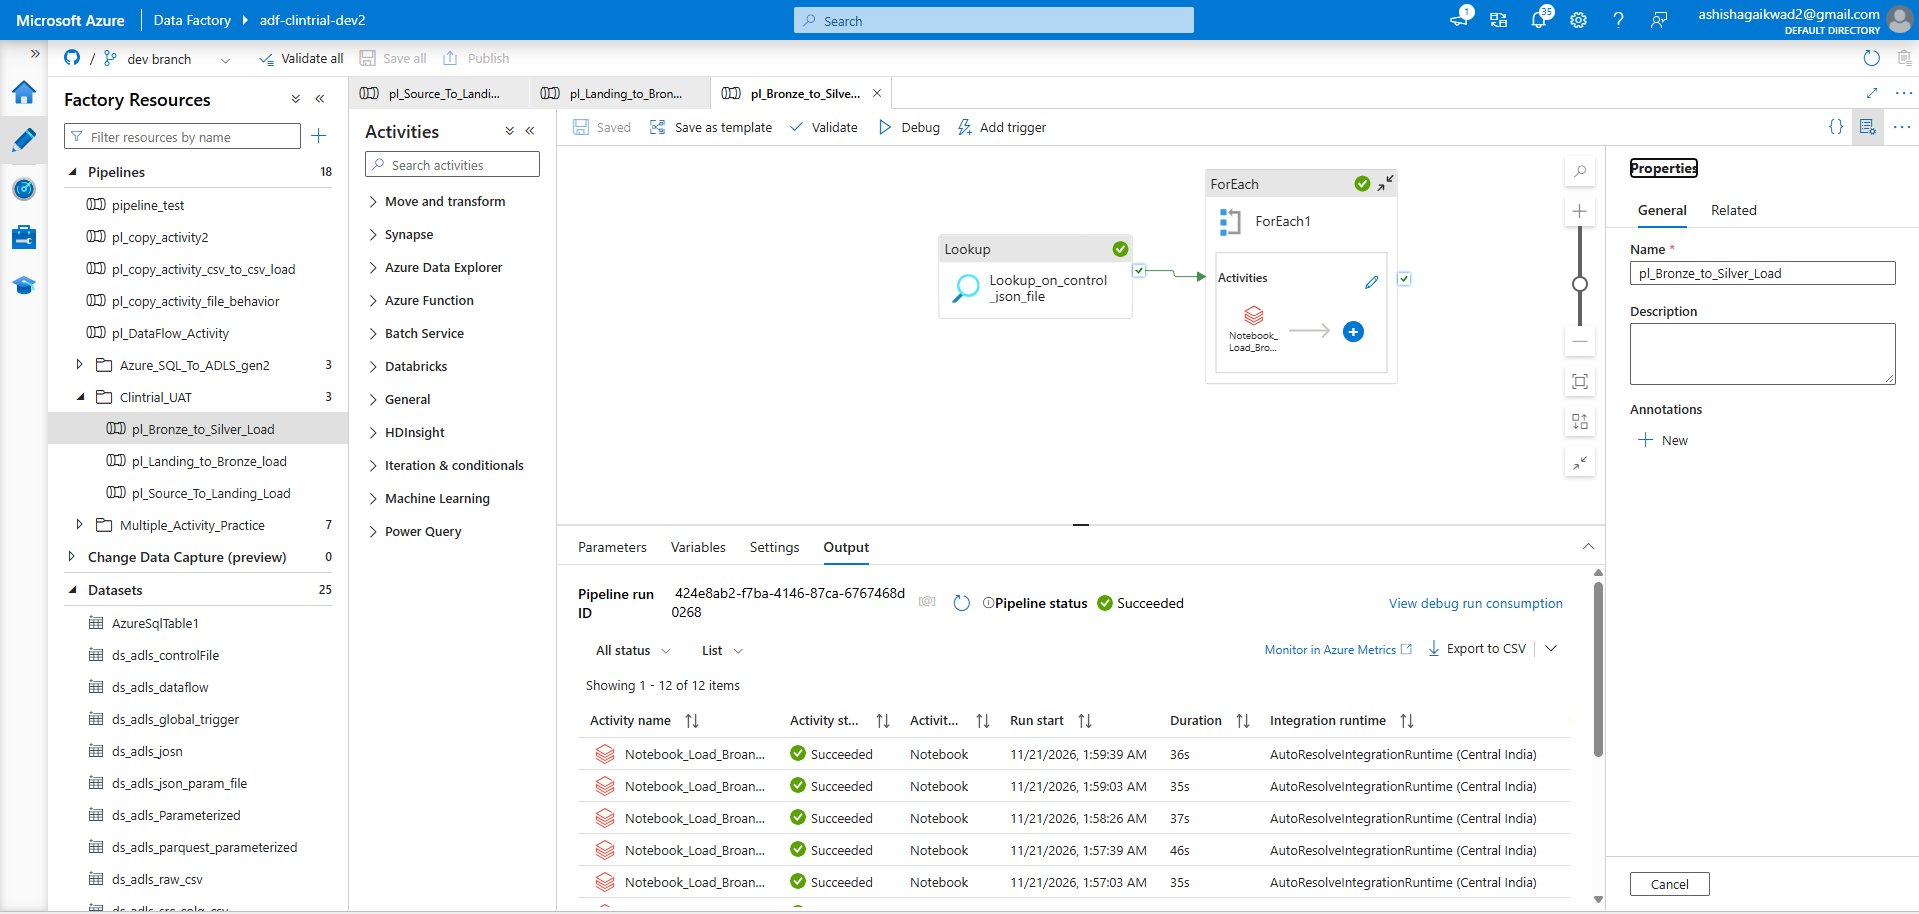 Microsoft Azure
Data Factory
adf-clintrial-dev2
Search
1
35
ashishagaikwad2@gmail.com
DEFAULT DIRECTORY
/
dev branch
Validate all
Save all
Publish
Factory Resources
Filter resources by name
Pipelines
18
pipeline_test
pl_copy_activity2
pl_copy_activity_csv_to_csv_load
pl_copy_activity_file_behavior
pl_DataFlow_Activity
Azure_SQL_To_ADLS_gen2
3
Clintrial_UAT
3
pl_Bronze_to_Silver_Load
pl_Landing_to_Bronze_load
pl_Source_To_Landing_Load
Multiple_Activity_Practice
7
Change Data Capture (preview)
0
Datasets
25
AzureSqlTable1
ds_adls_controlFile
ds_adls_dataflow
ds_adls_global_trigger
ds_adls_josn
ds_adls_json_param_file
ds_adls_Parameterized
ds_adls_parquest_parameterized
ds_adls_raw_csv
pl_Source_To_Landi...
pl_Landing_to_Bron...
pl_Bronze_to_Silve...
Activities
Search activities
Move and transform
Synapse
Azure Data Explorer
Azure Function
Batch Service
Databricks
General
HDInsight
Iteration & conditionals
Machine Learning
Power Query
Saved
Save as template
Validate
Debug
Add trigger
Lookup
Lookup_on_control
_json_file
ForEach
ForEach1
Activities
Notebook_
Load_Bro...
Parameters
Variables
Settings
Output
Pipeline run
ID
424e8ab2-f7ba-4146-87ca-6767468d
0268
Pipeline status
Succeeded
View debug run consumption
All status
List
Monitor in Azure Metrics
Export to CSV
Showing 1 - 12 of 12 items
Activity name
Activity st...
Activit...
Run start
Duration
Integration runtime
Notebook_Load_Broan... Succeeded Notebook 11/21/2026, 1:59:39 AM 36s AutoResolveIntegrationRuntime (Central India)
Notebook_Load_Broan... Succeeded Notebook 11/21/2026, 1:59:03 AM 35s AutoResolveIntegrationRuntime (Central India)
Notebook_Load_Broan... Succeeded Notebook 11/21/2026, 1:58:26 AM 37s AutoResolveIntegrationRuntime (Central India)
Notebook_Load_Broan... Succeeded Notebook 11/21/2026, 1:57:39 AM 46s AutoResolveIntegrationRuntime (Central India)
Notebook_Load_Broan... Succeeded Notebook 11/21/2026, 1:57:03 AM 35s AutoResolveIntegrationRuntime (Central India)
Properties
General
Related
Name *
pl_Bronze_to_Silver_Load
Description
Annotations
New
Cancel